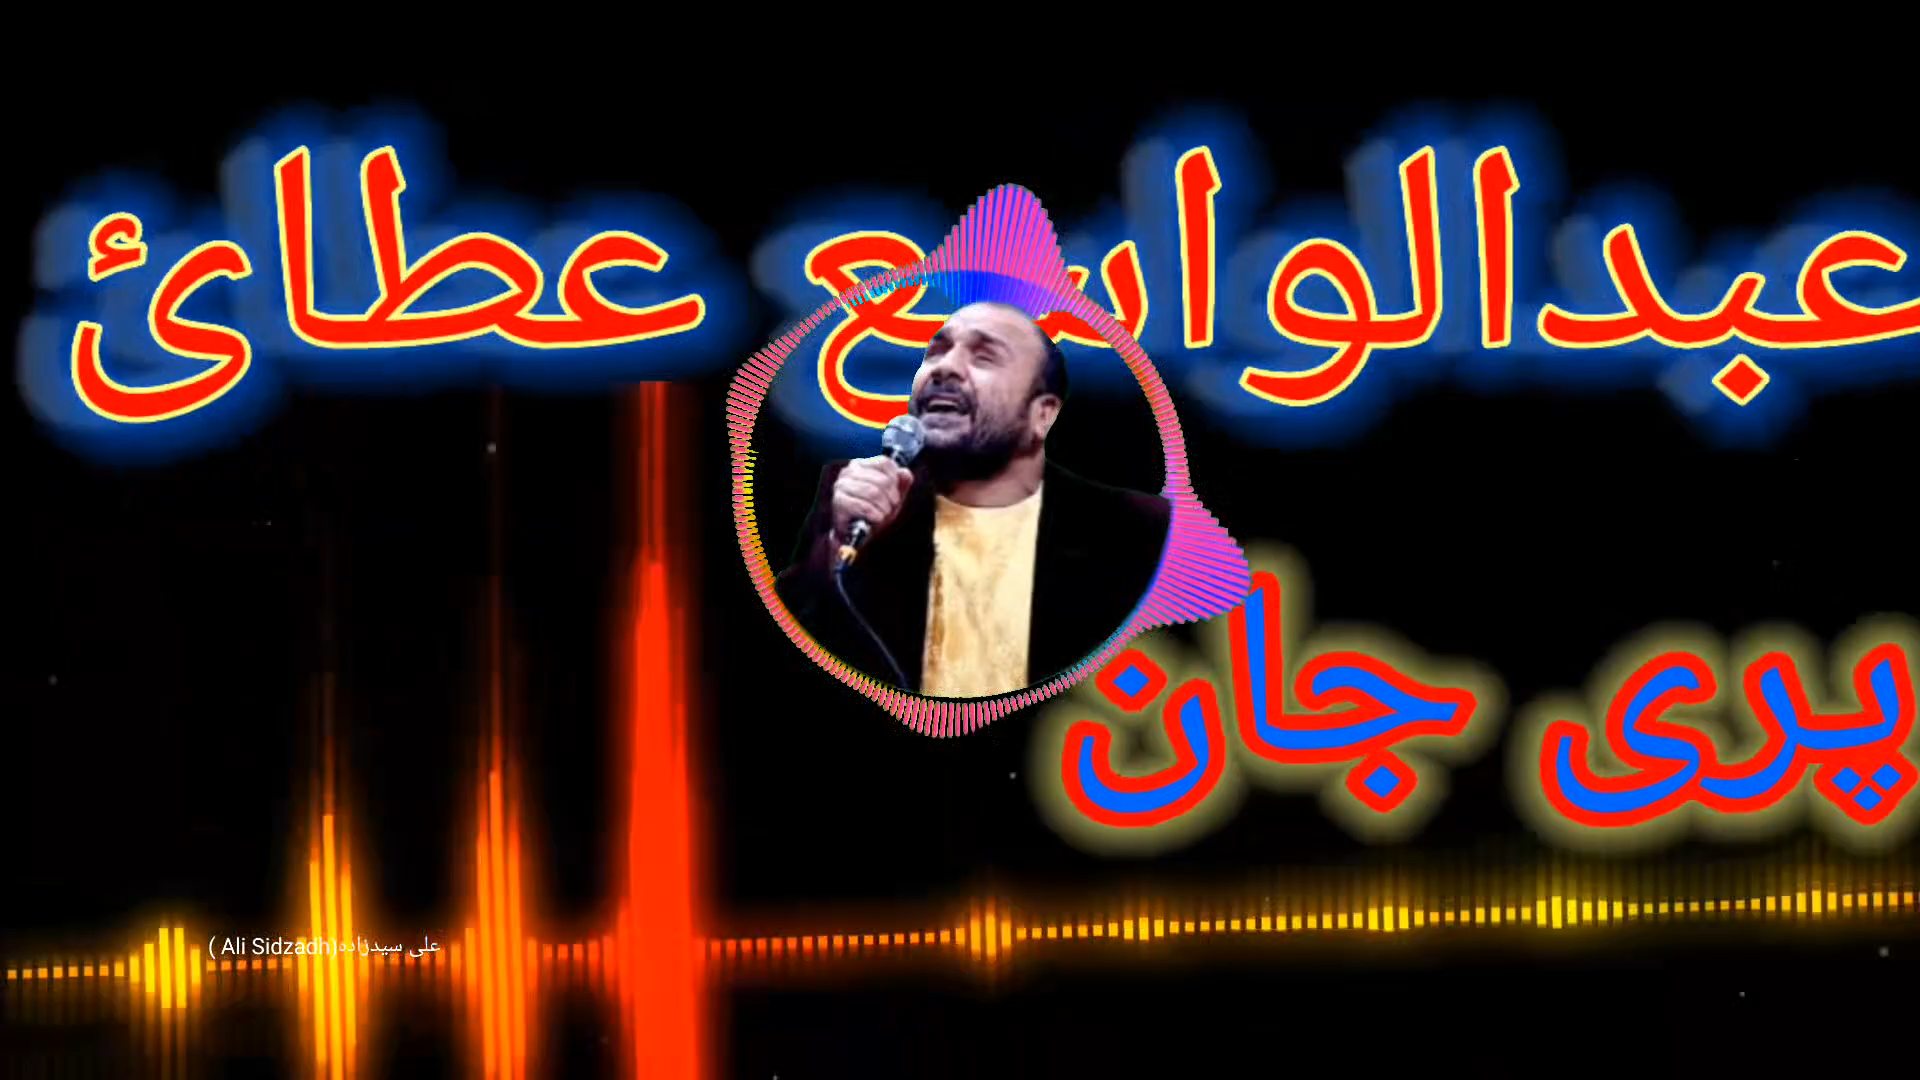 عبدالواسع عطائ
پری جان
علی سیدزاده(Ali Sidzadh )